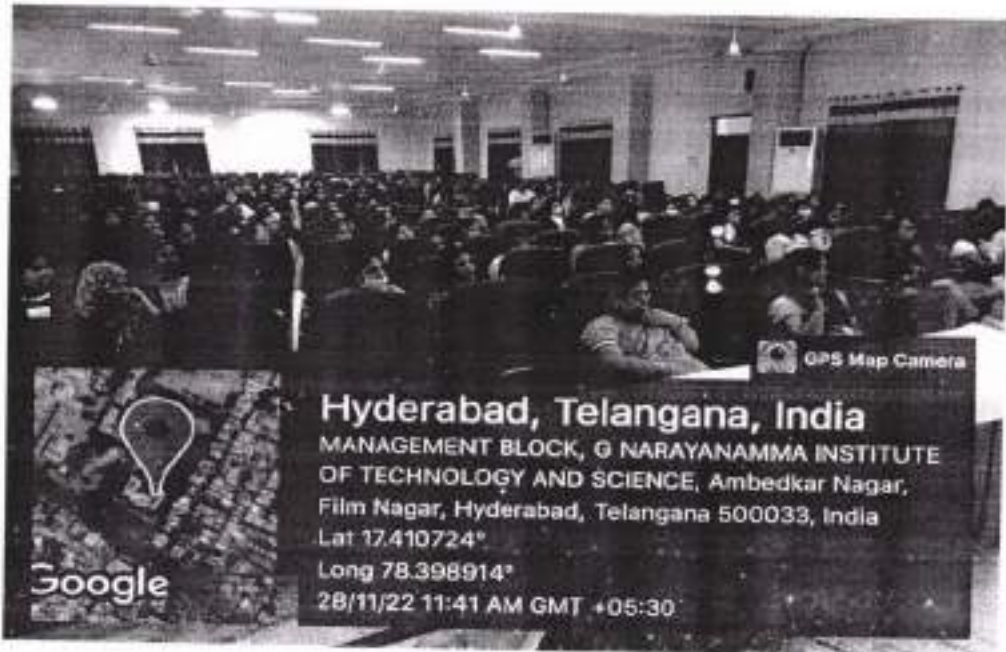 GPS Map Camera
Hyderabad, Telangana, India
MANAGEMENT BLOCK, G NARAYANAMMA INSTITUTE
OF TECHNOLOGY AND SCIENCE, Ambedkar Nagar,
Film Nagar, Hyderabad, Telangana 500033, India
Lat 17.410724°
Long 78.398914°
28/11/22 11:41 AM GMT +05:30
Google